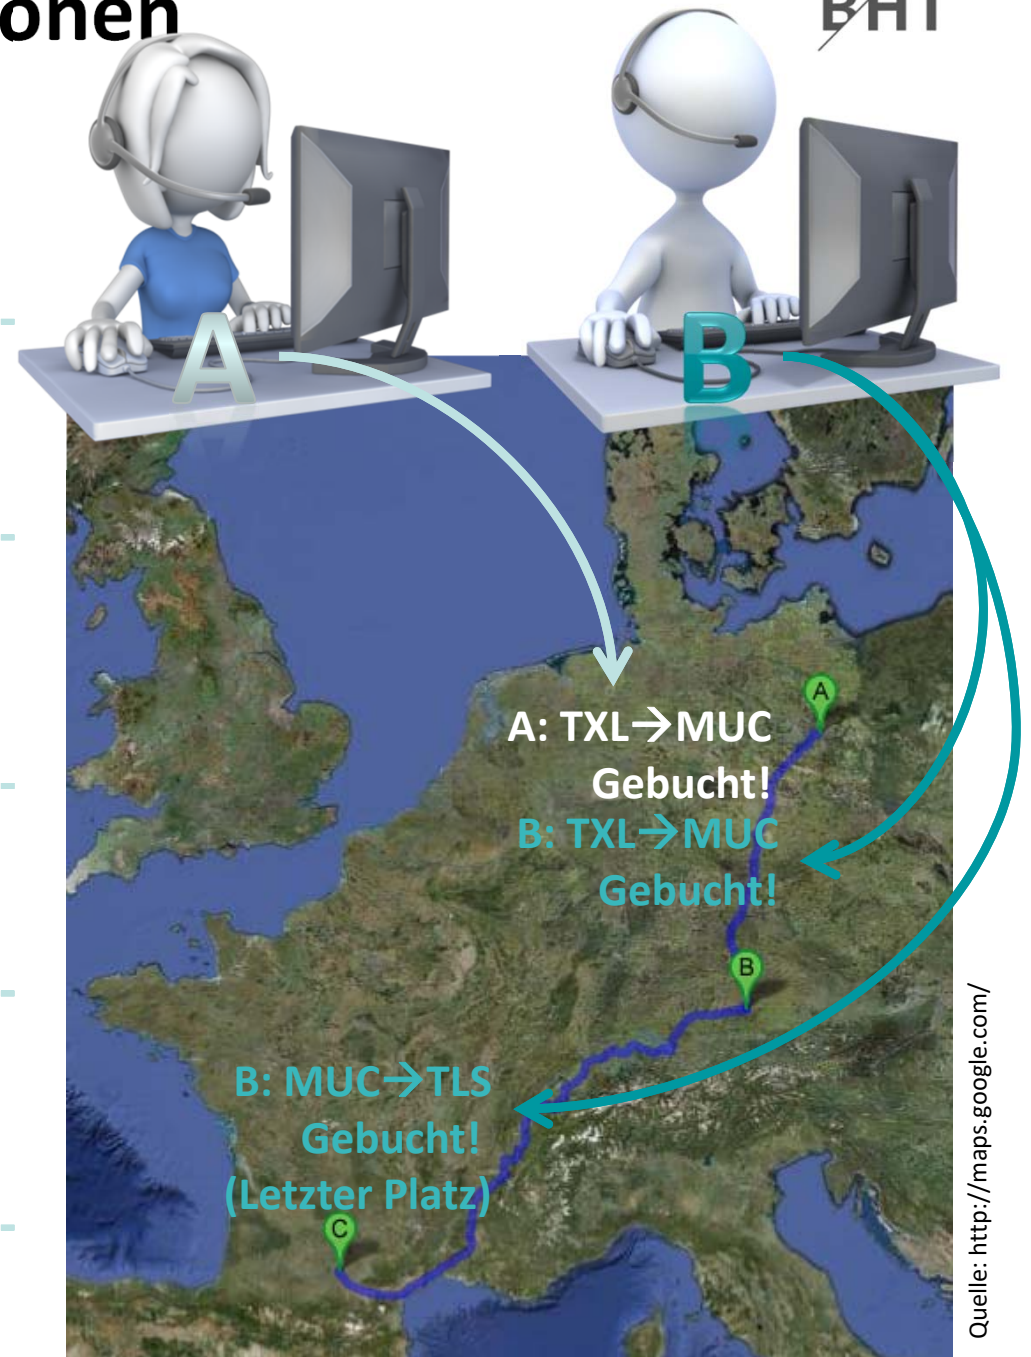 onen
BHT
A
B
A
A: TXL→MUC
Gebucht!
B: TXL→MUC
Gebucht!
B
B: MUC→TLS
Gebucht!
(Letzter Platz)
C
Quelle: http://maps.google.com/